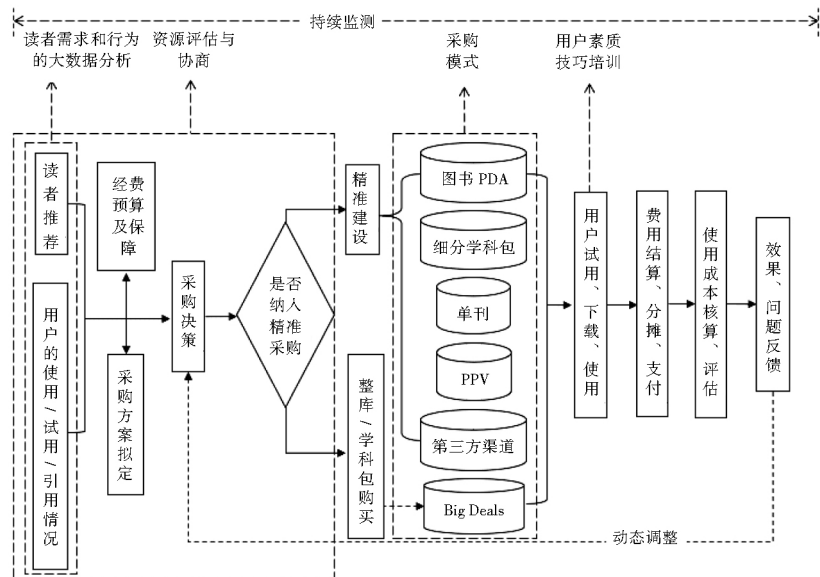 持续监测
读者需求和行为
的大数据分析
资源评估与
协商
采购
模式
用户素质
技巧培训
读者推荐
经费
预算
及保
障
用户的使用/试用/引用情况
采购方案拟定
采购决策
是否
纳入
精准
采购
精准建设
整库/学科包购买
图书 PDA
细分学科包
单刊
PPV
第三方渠道
Big Deals
用户试用、下载、使用
费用结算、分摊、支付
使用成本核算、评估
效果、问题反馈
动态调整